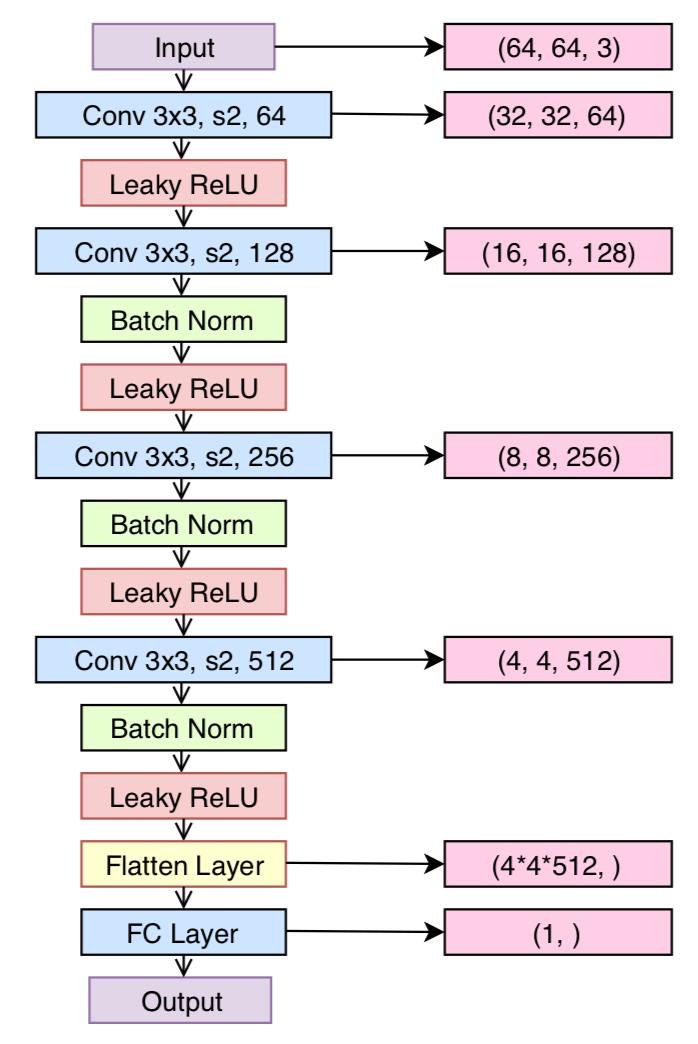 Input
(64, 64, 3)
Conv 3x3, s2, 64
(32, 32, 64)
Leaky ReLU
Conv 3x3, s2, 128
(16, 16, 128)
Batch Norm
Leaky ReLU
Conv 3x3, s2, 256
(8, 8, 256)
Batch Norm
Leaky ReLU
Conv 3x3, s2, 512
(4, 4, 512)
Batch Norm
Leaky ReLU
Flatten Layer
(4*4*512, )
FC Layer
(1, )
Output